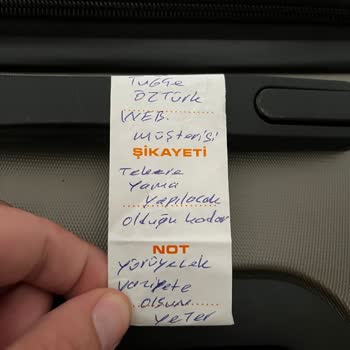 Tuğçe
ÖZTürk
WEB.
müşterisi
ŞİKAYETİ
Tekere
yama
yapılacak
olduğu kadar
NOT
yürüyecek
vaziyete
olsun
yeter